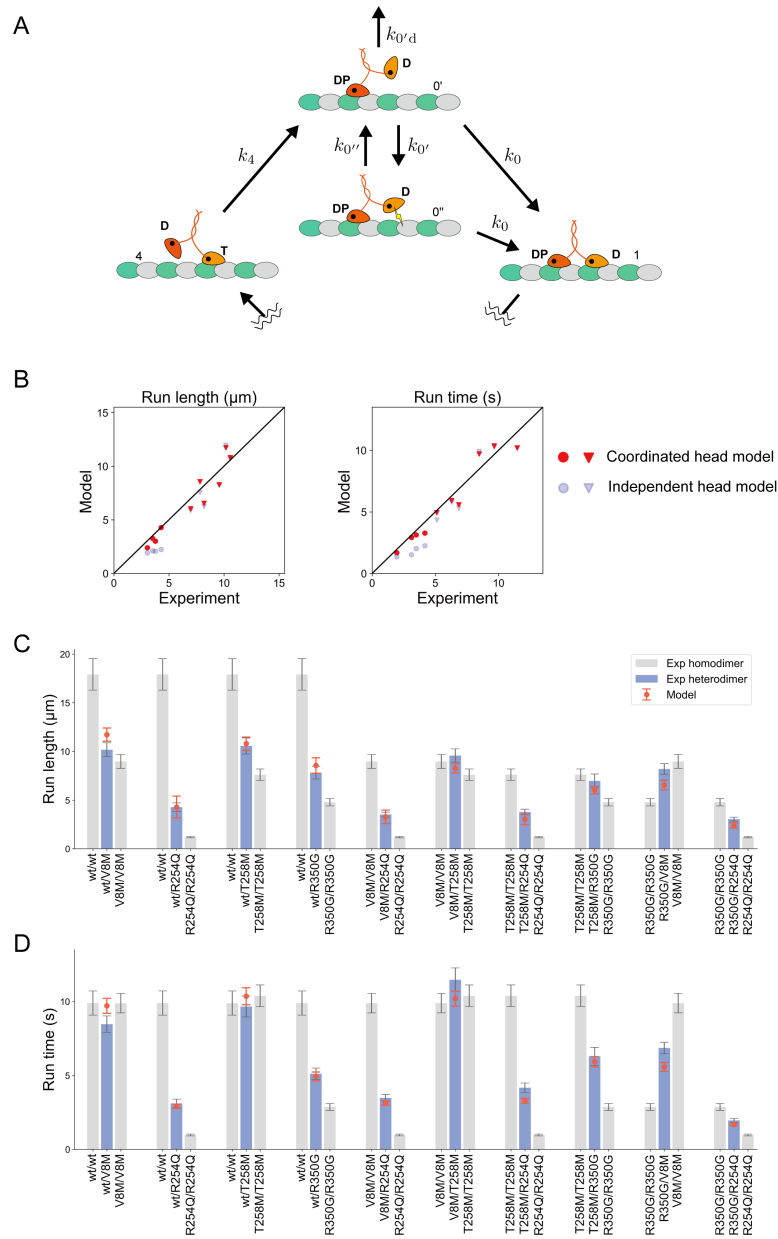 A
k0'd
D
DP
0'
k4
k0''
k0'
k0
D
DP
0"
k0
D
T
4
DP
D
1
B
Run length (μm)
Run time (s)
15
10
5
0
0
5
10
15
Model
Experiment
10
5
0
0
5
10
Model
Experiment
Coordinated head model
Independent head model
C
Run length (μm)
20
15
10
5
0
Exp homodimer
Exp heterodimer
Model
wt/wt
wt/V8M
V8M/V8M
wt/wt
wt/R254Q
R254Q/R254Q
wt/wt
wt/T258M
T258M/T258M
wt/wt
wt/R350G
R350G/R350G
V8M/V8M
V8M/R254Q
R254Q/R254Q
V8M/V8M
V8M/T258M
T258M/T258M
T258M/T258M
T258M/R254Q
R254Q/R254Q
T258M/T258M
T258M/R350G
R350G/R350G
R350G/R350G
R350G/V8M
V8M/V8M
R350G/R350G
R350G/R254Q
R254Q/R254Q
D
Run time (s)
10
5
0
wt/wt
wt/V8M
V8M/V8M
wt/wt
wt/R254Q
R254Q/R254Q
wt/wt
wt/T258M
T258M/T258M
wt/wt
wt/R350G
R350G/R350G
V8M/V8M
V8M/R254Q
R254Q/R254Q
V8M/V8M
V8M/T258M
T258M/T258M
T258M/T258M
T258M/R254Q
R254Q/R254Q
T258M/T258M
T258M/R350G
R350G/R350G
R350G/R350G
R350G/V8M
V8M/V8M
R350G/R350G
R350G/R254Q
R254Q/R254Q